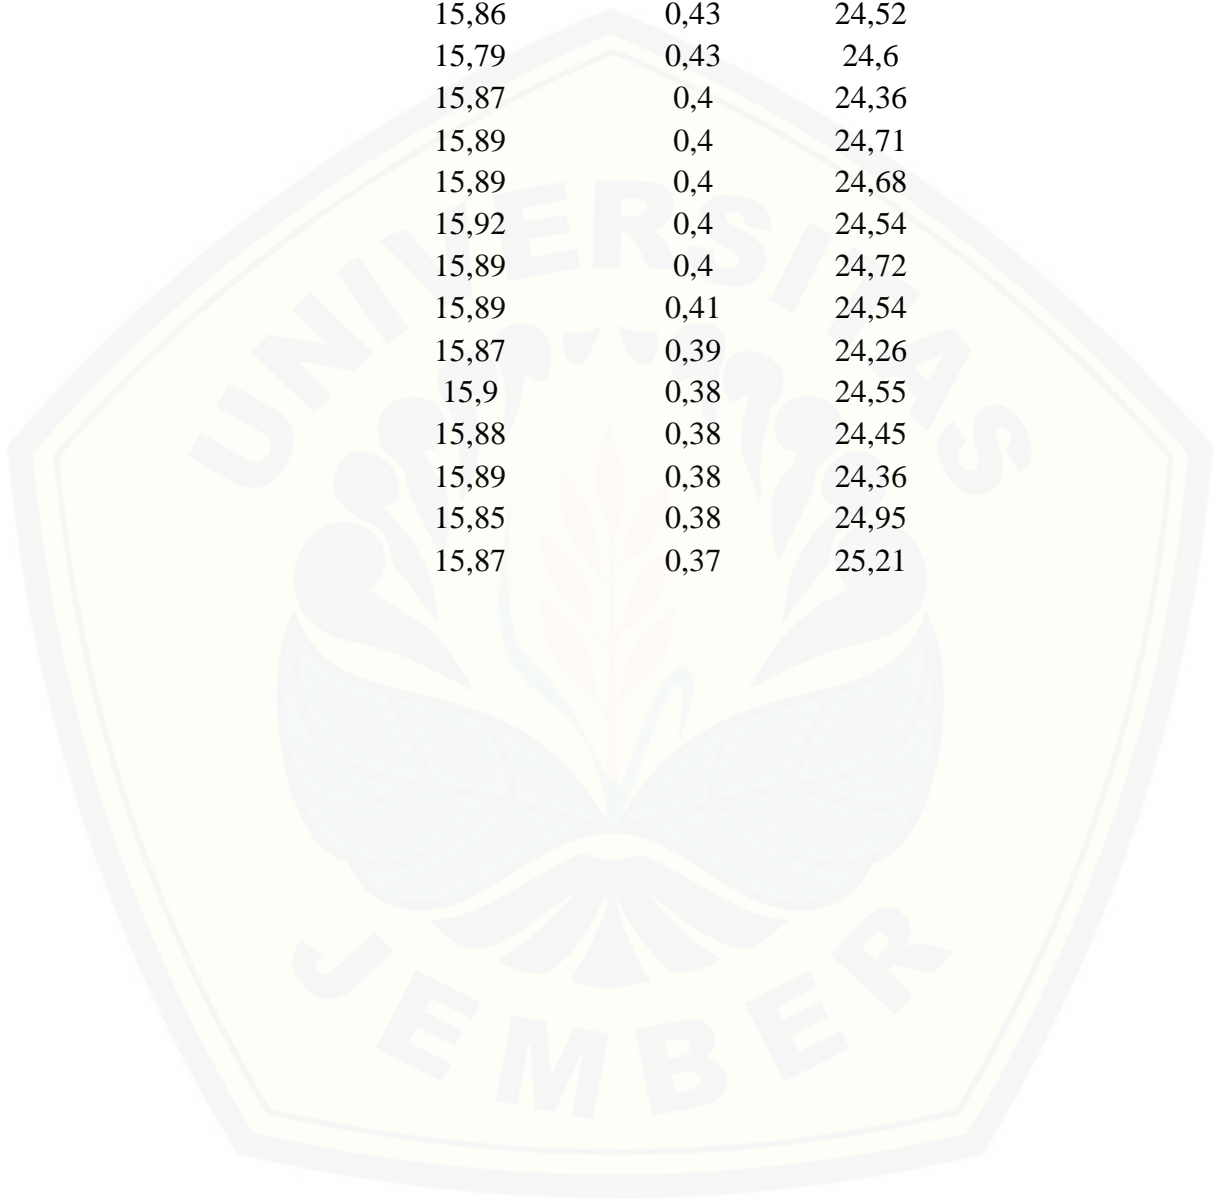 15,86 0,43 24,52
15,79 0,43 24,6
15,87 0,4 24,36
15,89 0,4 24,71
15,89 0,4 24,68
15,92 0,4 24,54
15,89 0,4 24,72
15,89 0,41 24,54
15,87 0,39 24,26
15,9 0,38 24,55
15,88 0,38 24,45
15,89 0,38 24,36
15,85 0,38 24,95
15,87 0,37 25,21
UNIVERSITAS
JEMBER